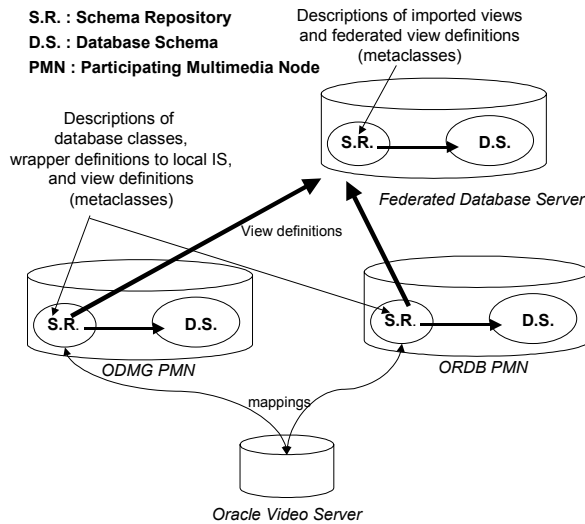 S.R. : Schema Repository
D.S. : Database Schema
PMN : Participating Multimedia Node
Descriptions of imported views
and federated view definitions
(metaclasses)
Descriptions of
database classes,
wrapper definitions to local IS,
and view definitions
(metaclasses)
S.R.
D.S.
Federated Database Server
View definitions
S.R.
D.S.
ODMG PMN
S.R.
D.S.
ORDB PMN
mappings
Oracle Video Server